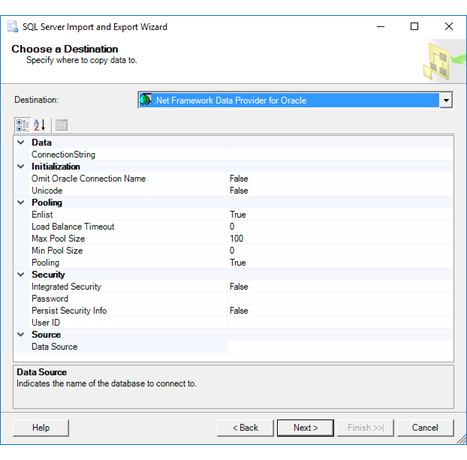 SQL Server Import and Export Wizard
Choose a Destination
Specify where to copy data to.
Destination: .Net Framework Data Provider for Oracle
Data
ConnectionString
Initialization
Omit Oracle Connection Name False
Unicode False
Pooling
Enlist True
Load Balance Timeout 0
Max Pool Size 100
Min Pool Size 0
Pooling True
Security
Integrated Security False
Password
Persist Security Info False
User ID
Source
Data Source
Data Source
Indicates the name of the database to connect to.
Help < Back Next > Finish >>| Cancel